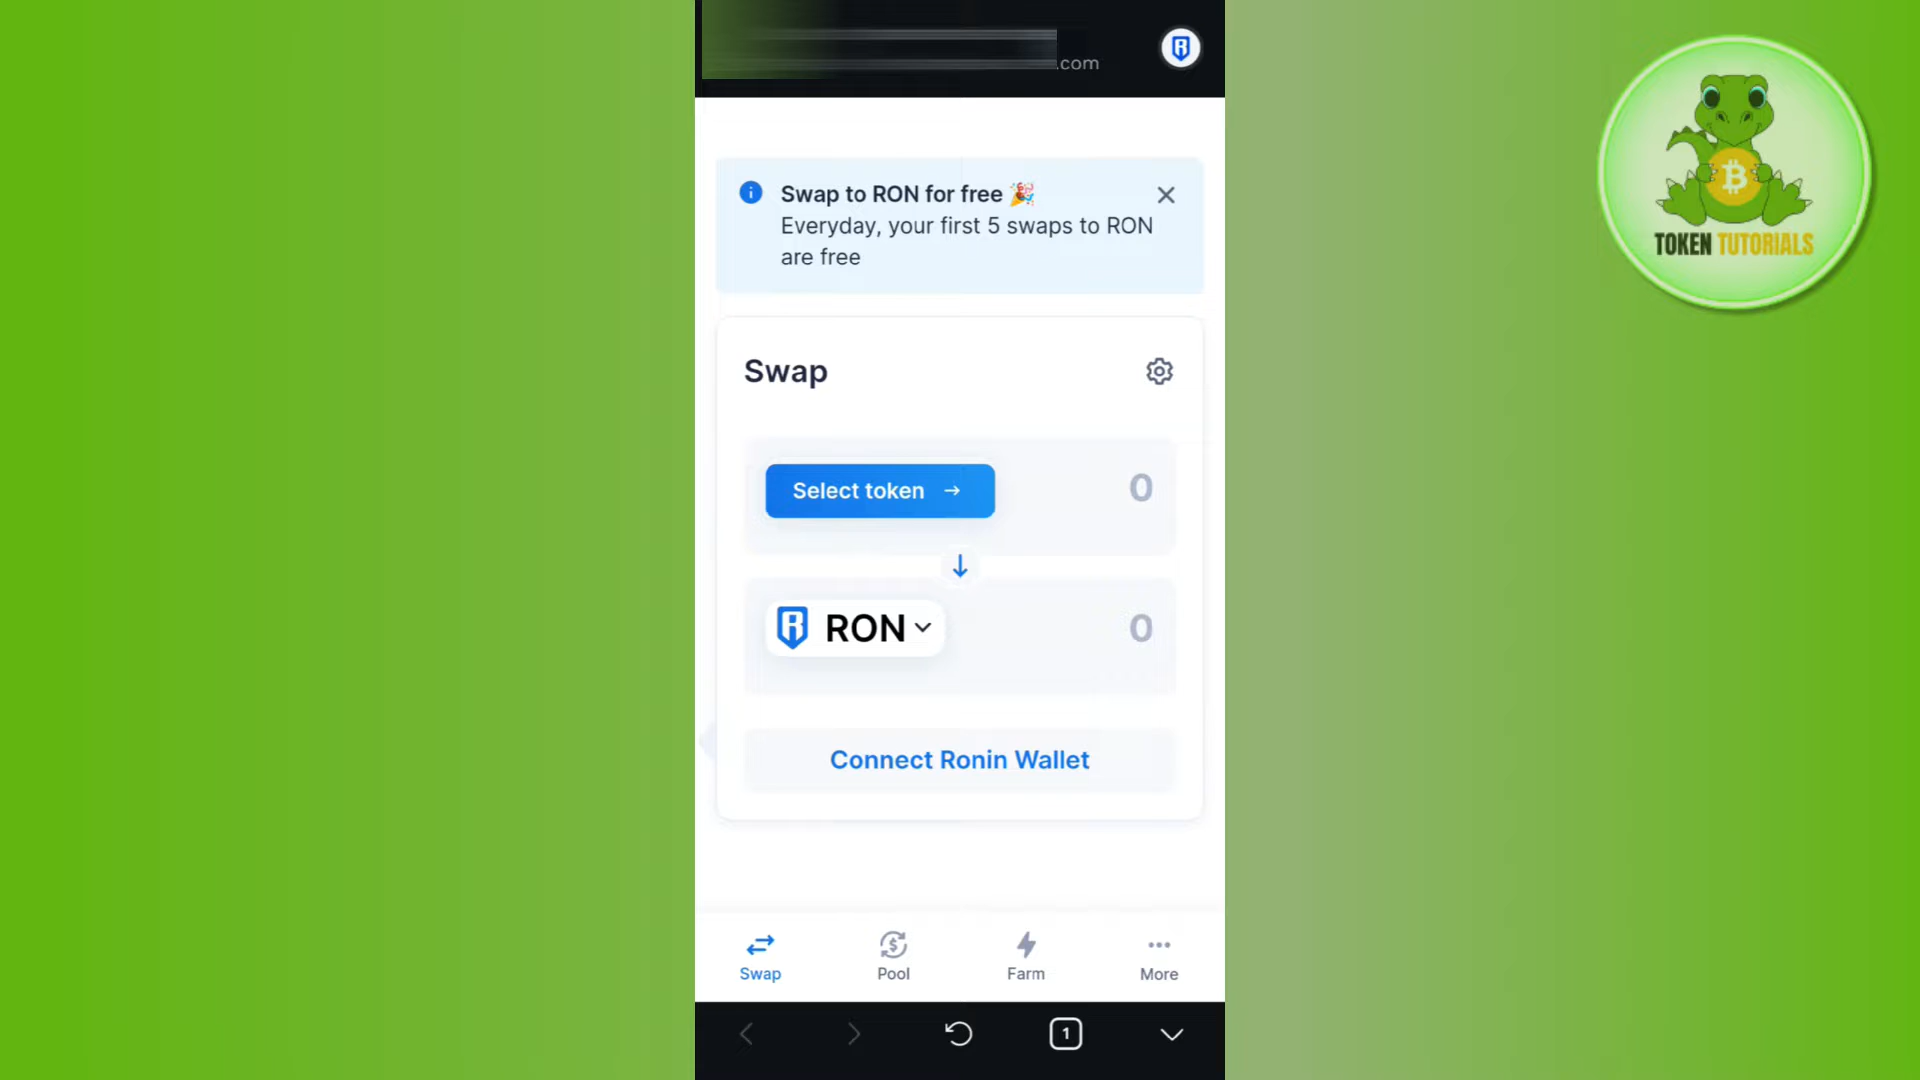 .com
Swap to RON for free 🎉
Everyday, your first 5 swaps to RON
are free
Swap
Select token →
0
RON
0
Connect Ronin Wallet
Swap
Pool
Farm
More
1
TOKEN TUTORIALS